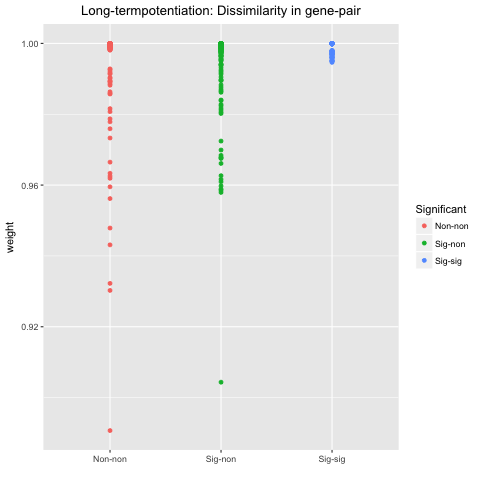 Long-termpotentiation: Dissimilarity in gene-pair
1.00
0.96
0.92
weight
Non-non
Sig-non
Sig-sig
Significant
Non-non
Sig-non
Sig-sig